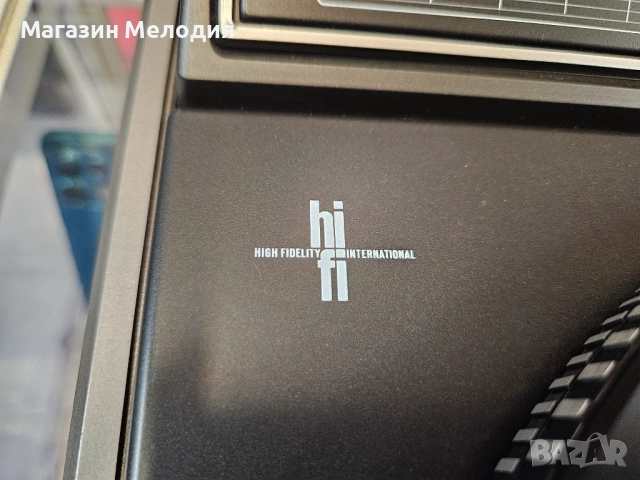 Магазин Мелодия
hi
HIGH FIDELITY INTERNATIONAL
fi
BAZAR